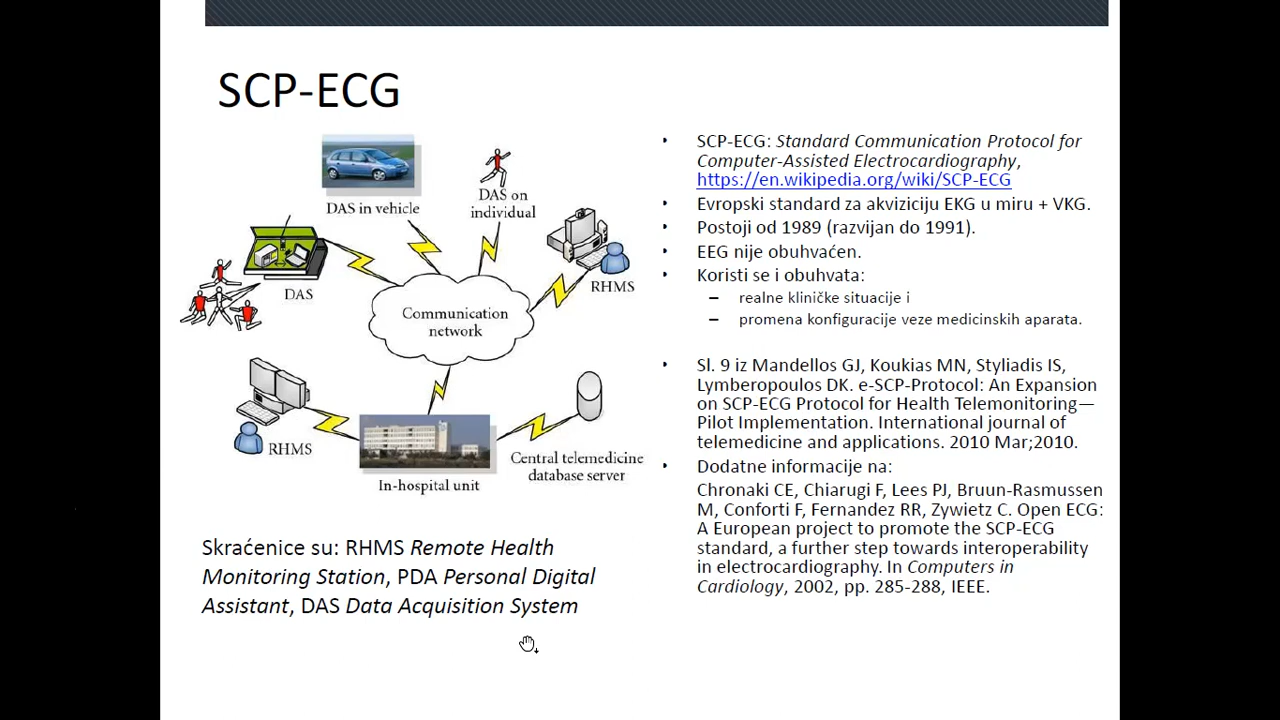 SCP-ECG
DAS in vehicle
DAS on
individual
DAS
RHMS
Communication
network
RHMS
In-hospital unit
Central telemedicine
database server
Skraćenice su: RHMS Remote Health
Monitoring Station, PDA Personal Digital
Assistant, DAS Data Acquisition System
• SCP-ECG: Standard Communication Protocol for
Computer-Assisted Electrocardiography,
https://en.wikipedia.org/wiki/SCP-ECG
• Evropski standard za akviziciju EKG u miru + VKG.
• Postoji od 1989 (razvijan do 1991).
• EEG nije obuhvaćen.
• Koristi se i obuhvata:
– realne kliničke situacije i
– promena konfiguracije veze medicinskih aparata.
• Sl. 9 iz Mandellos GJ, Koukias MN, Styliadis IS,
Lymberopoulos DK. e-SCP-Protocol: An Expansion
on SCP-ECG Protocol for Health Telemonitoring—
Pilot Implementation. International journal of
telemedicine and applications. 2010 Mar;2010.
• Dodatne informacije na:
Chronaki CE, Chiarugi F, Lees PJ, Bruun-Rasmussen
M, Conforti F, Fernandez RR, Zywietz C. Open ECG:
A European project to promote the SCP-ECG
standard, a further step towards interoperability
in electrocardiography. In Computers in
Cardiology, 2002, pp. 285-288, IEEE.